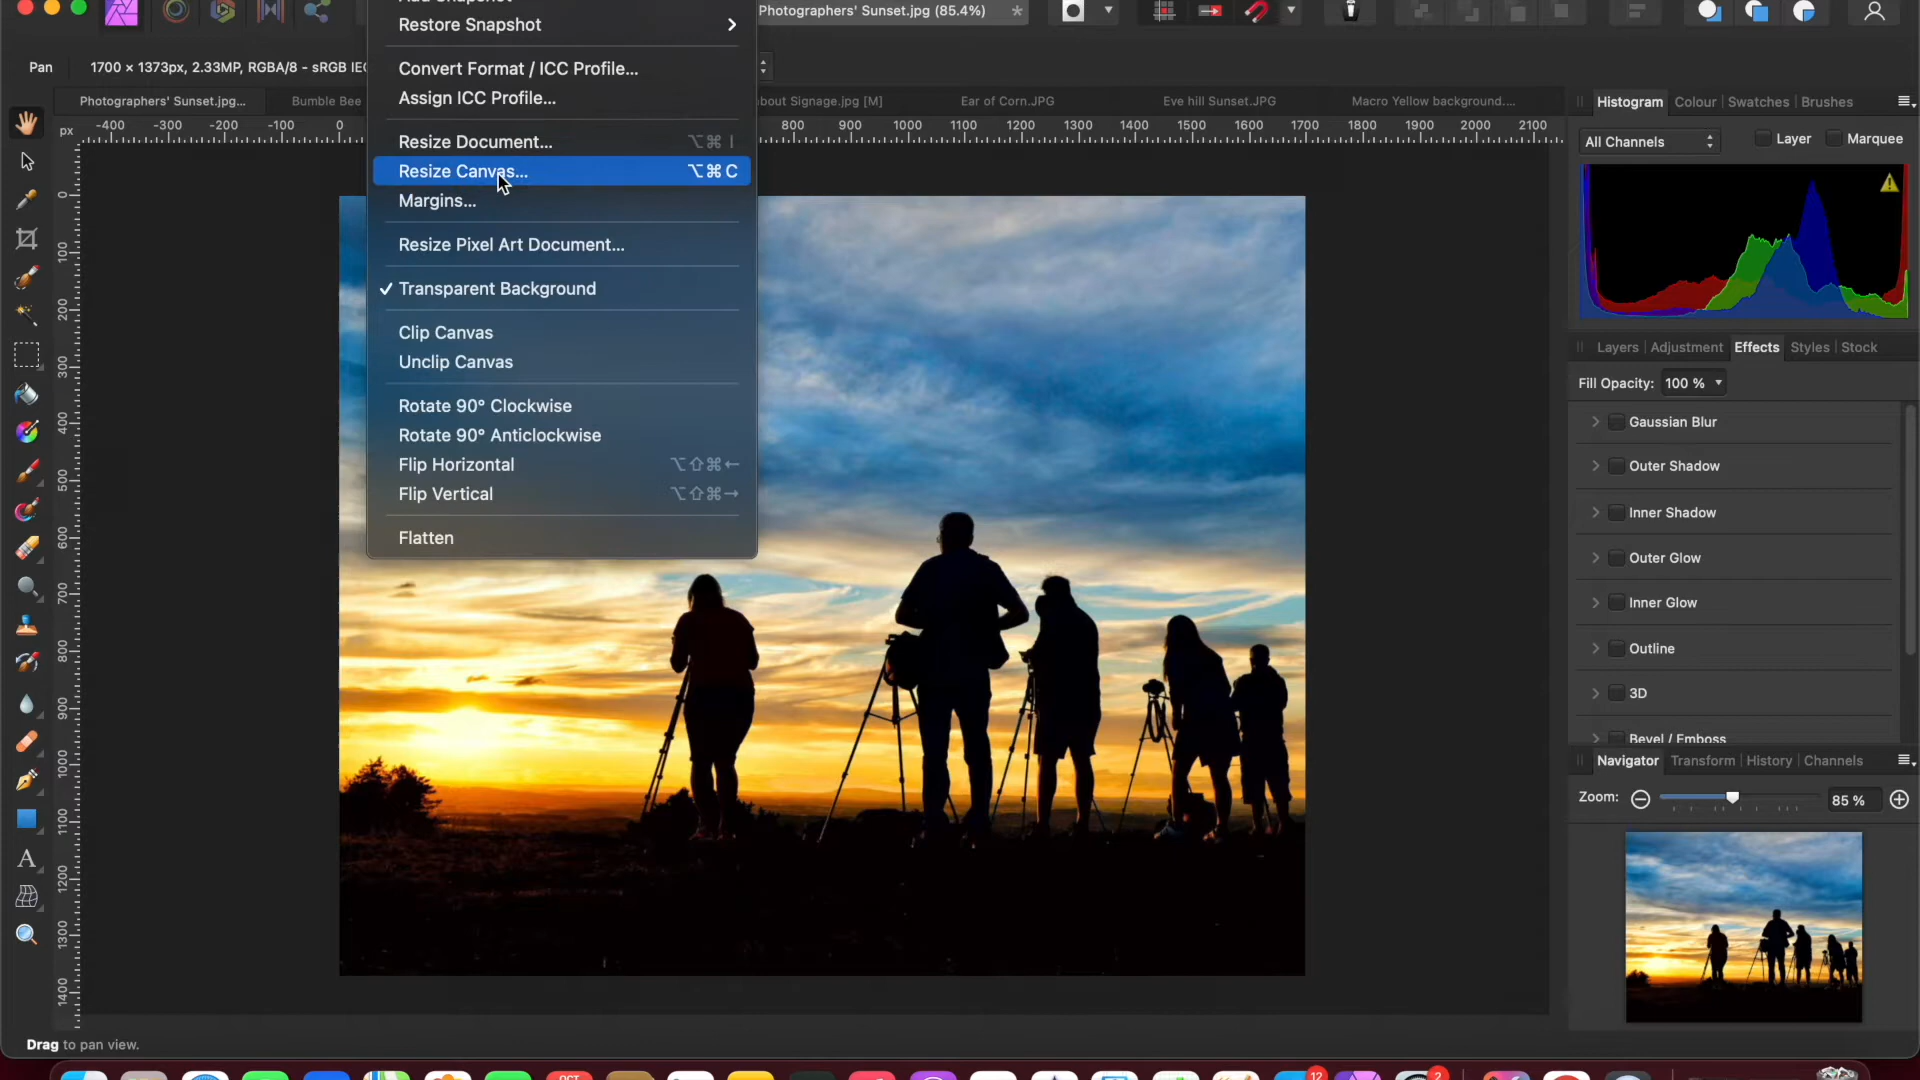 Add Snapshot
Photographers' Sunset.jpg (85.4%)
Restore Snapshot
Pan
1700 × 1373px, 2.33MP, RGBA/8 - sRGB IE
Convert Format / ICC Profile...
Assign ICC Profile...
Photographers' Sunset.jpg...
Bumble Bee
bout Signage.jpg [M]
Ear of Corn.JPG
Eve hill Sunset.JPG
Macro Yellow background....
Histogram
Colour
Swatches
Brushes
px
-400 -300 -200 -100 0 800 900 1000 1100 1200 1300 1400 1500 1600 1700 1800 1900 2000 2100
All Channels
Layer
Marquee
Resize Document... ⌥⌘ I
Resize Canvas... ⌥⌘ C
Margins...
Resize Pixel Art Document...
✓ Transparent Background
Clip Canvas
Unclip Canvas
Rotate 90° Clockwise
Rotate 90° Anticlockwise
Flip Horizontal ⌥⇧⌘←
Flip Vertical ⌥⇧⌘→
Flatten
0
100
200
300
400
500
600
700
800
900
1000
1100
1200
1300
1400
Layers
Adjustment
Effects
Styles
Stock
Fill Opacity: 100 %
Gaussian Blur
Outer Shadow
Inner Shadow
Outer Glow
Inner Glow
Outline
3D
Bevel / Emboss
Navigator
Transform
History
Channels
Zoom: 85 %
A
Drag to pan view.
OCT
12
2